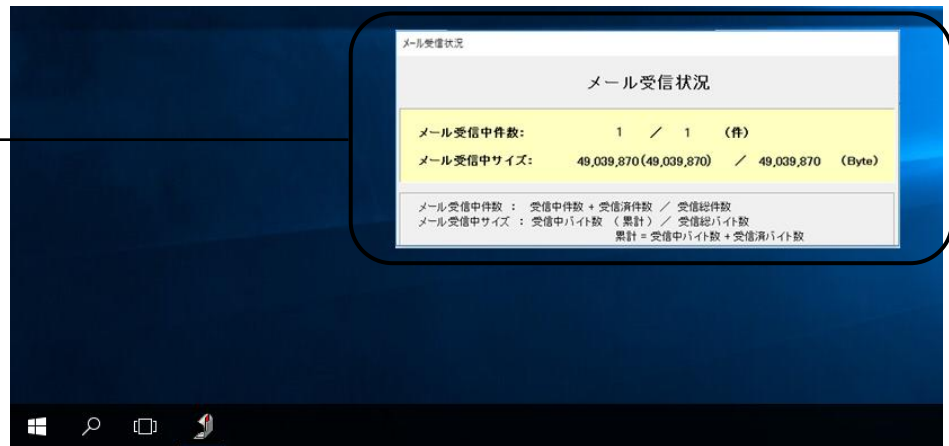 メール受信状況
メール受信状況
メール受信中件数: 1 / 1 (件)
メール受信中サイズ: 49,039,870(49,039,870) / 49,039,870 (Byte)
メール受信中件数 : 受信中件数 + 受信済件数 / 受信総件数
メール受信中サイズ : 受信中バイト数 (累計) / 受信総バイト数
累計 = 受信中バイト数 + 受信済バイト数